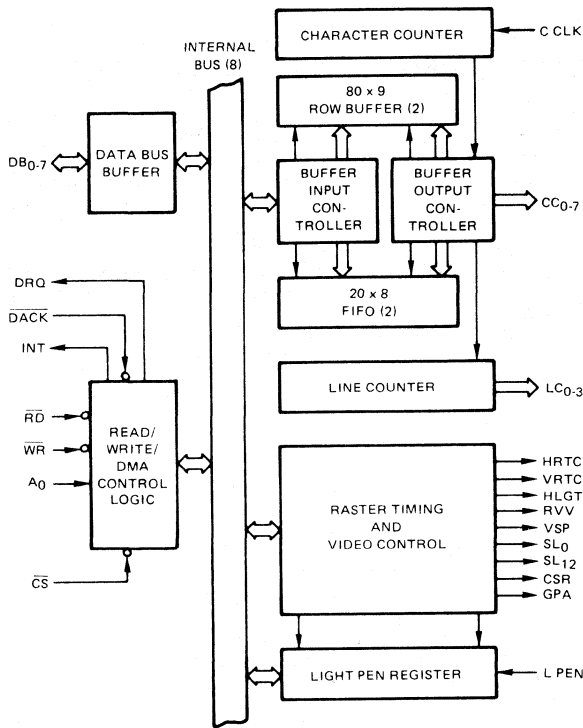 INTERNAL
BUS (8)
CHARACTER COUNTER
C CLK
80 x 9
ROW BUFFER (2)
DB0-7
DATA BUS
BUFFER
BUFFER
INPUT
CON-
TROLLER
BUFFER
OUTPUT
CON-
TROLLER
CC0-7
20 x 8
FIFO (2)
DRQ
DACK
INT
LINE COUNTER
LC0-3
RD
WR
A0
CS
READ/
WRITE/
DMA
CONTROL
LOGIC
RASTER TIMING
AND
VIDEO CONTROL
HRTC
VRTC
HLGT
RVV
VSP
SL0
SL12
CSR
GPA
LIGHT PEN REGISTER
L PEN